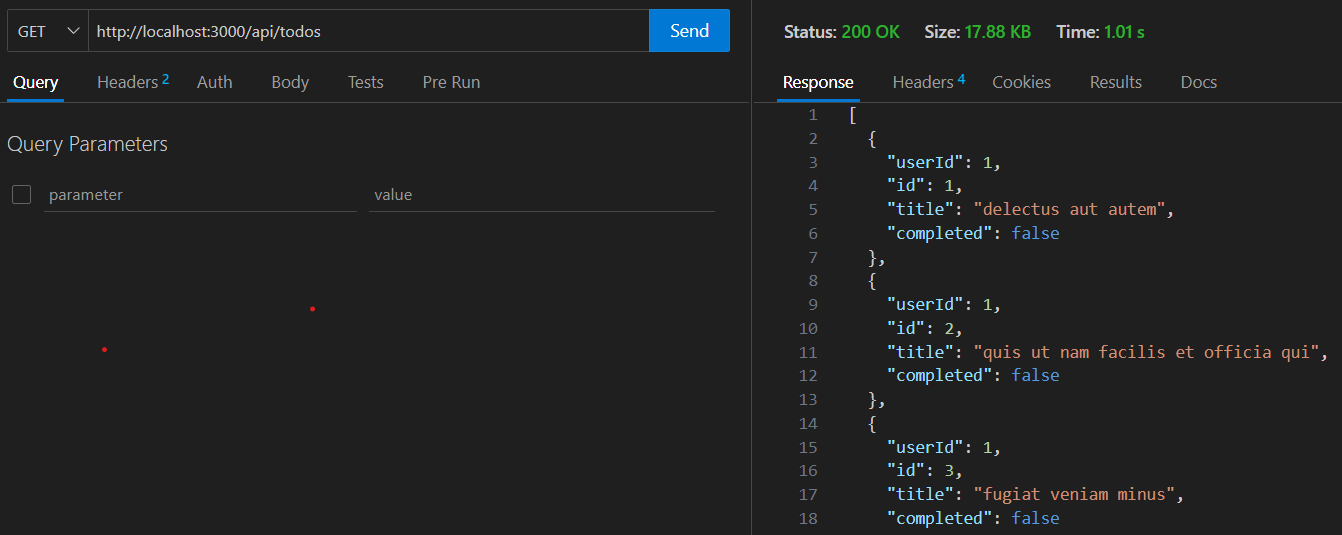 GET http://localhost:3000/api/todos Send
Query Headers 2 Auth Body Tests Pre Run
Query Parameters
parameter value
Status: 200 OK Size: 17.88 KB Time: 1.01 s
Response Headers 4 Cookies Results Docs
1 [
2 {
3 "userId": 1,
4 "id": 1,
5 "title": "delectus aut autem",
6 "completed": false
7 },
8 {
9 "userId": 1,
10 "id": 2,
11 "title": "quis ut nam facilis et officia qui",
12 "completed": false
13 },
14 {
15 "userId": 1,
16 "id": 3,
17 "title": "fugiat veniam minus",
18 "completed": false